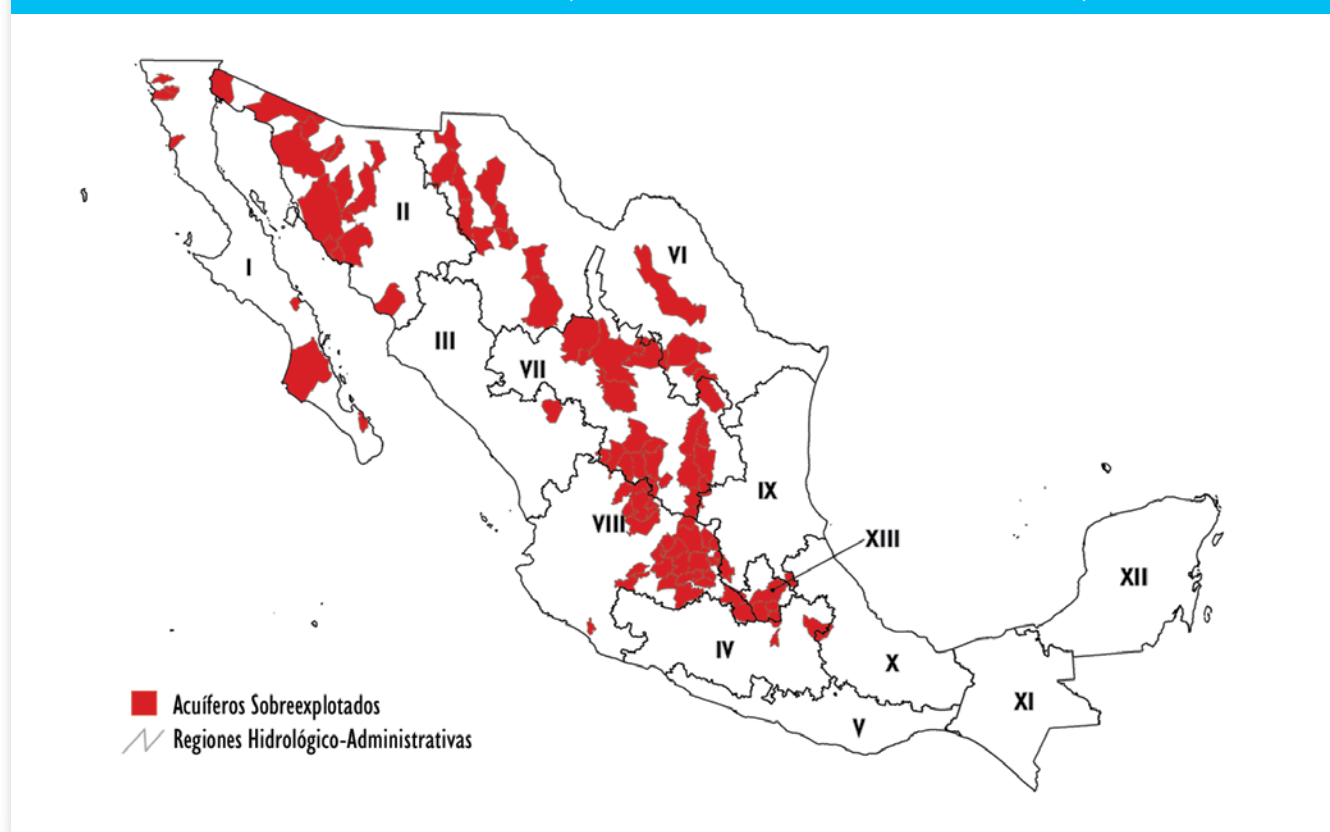 II
VI
I
III
VII
IX
VIII
XIII
XII
IV
X
XI
V
Acuíferos Sobreexplotados
Regiones Hidrológico-Administrativas